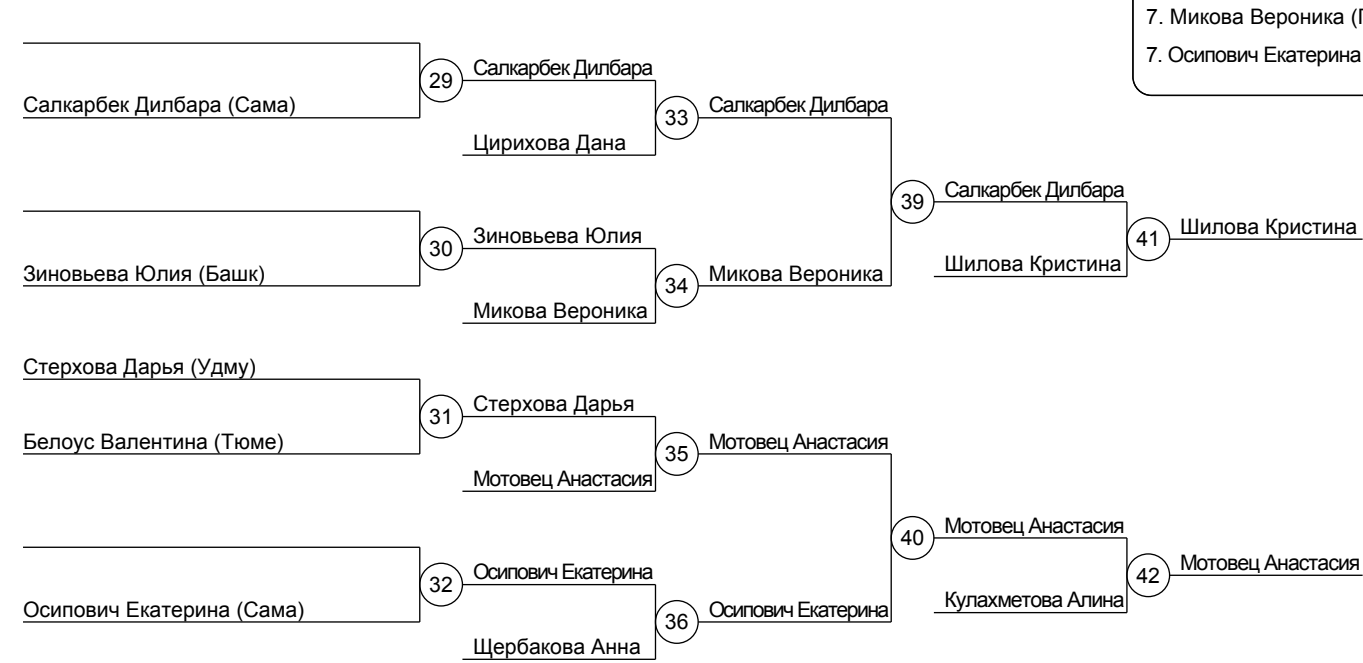 7. Микова Вероника (
7. Осипович Екатерина
Салкарбек Дилбара (Сама)
29
Салкарбек Дилбара
Цирихова Дана
33
Салкарбек Дилбара
Зиновьева Юлия (Башк)
30
Зиновьева Юлия
Микова Вероника
34
Микова Вероника
39
Салкарбек Дилбара
Шилова Кристина
41
Шилова Кристина
Стерхова Дарья (Удму)
Белоус Валентина (Тюме)
31
Стерхова Дарья
Мотовец Анастасия
35
Мотовец Анастасия
Осипович Екатерина (Сама)
32
Осипович Екатерина
Щербакова Анна
36
Осипович Екатерина
40
Мотовец Анастасия
Кулахметова Алина
42
Мотовец Анастасия